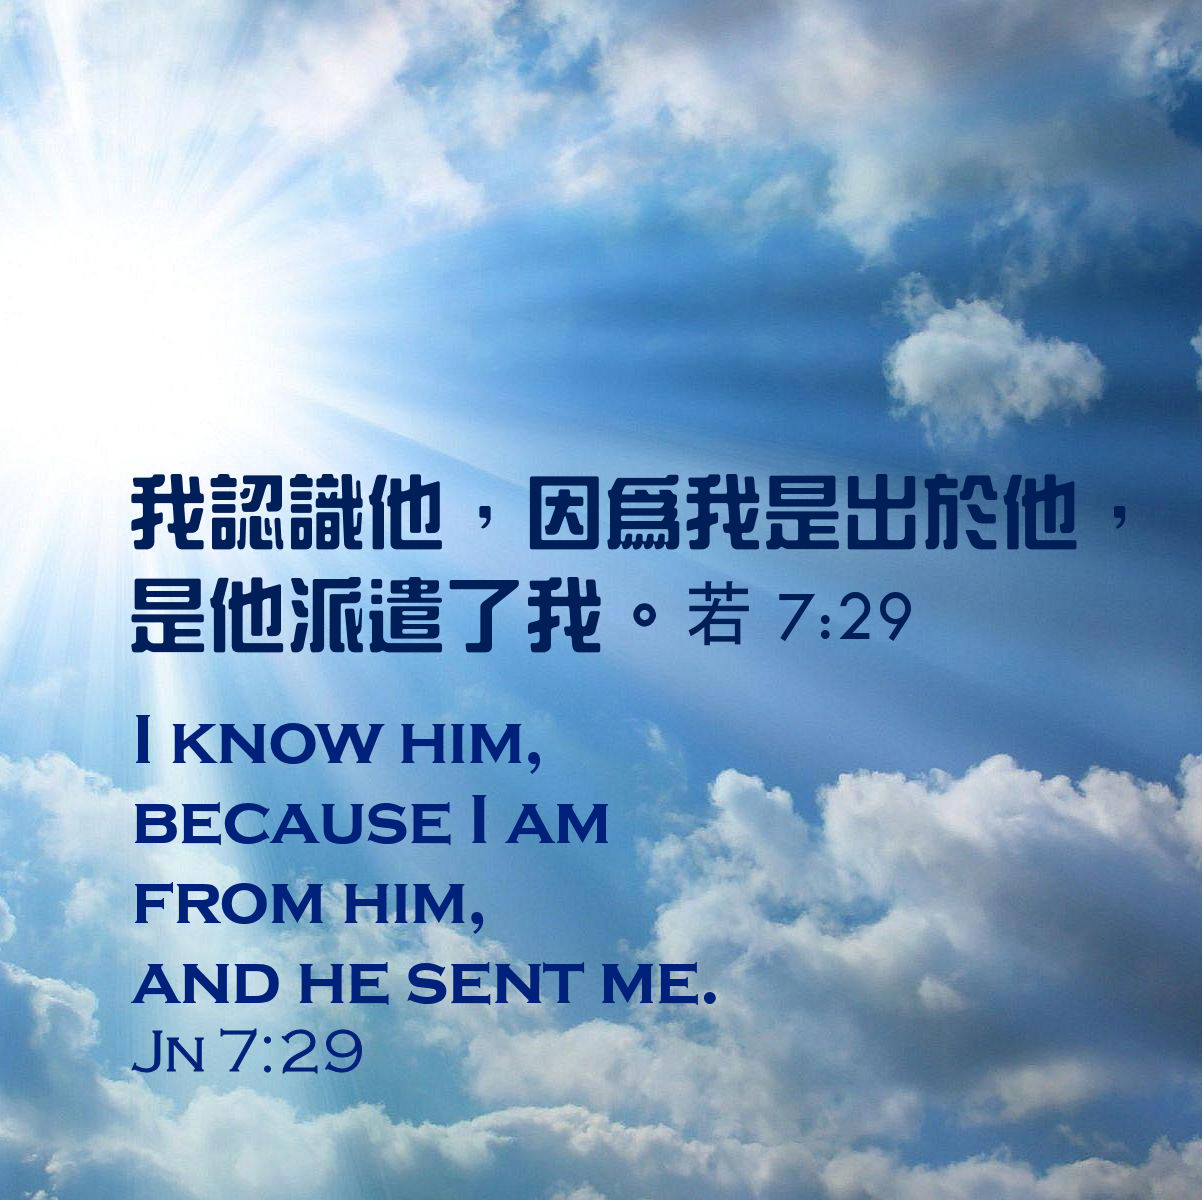 我認識他，因為我是出於他，
是他派遣了我。若 7:29
I KNOW HIM,
BECAUSE I AM
FROM HIM,
AND HE SENT ME.
JN 7:29